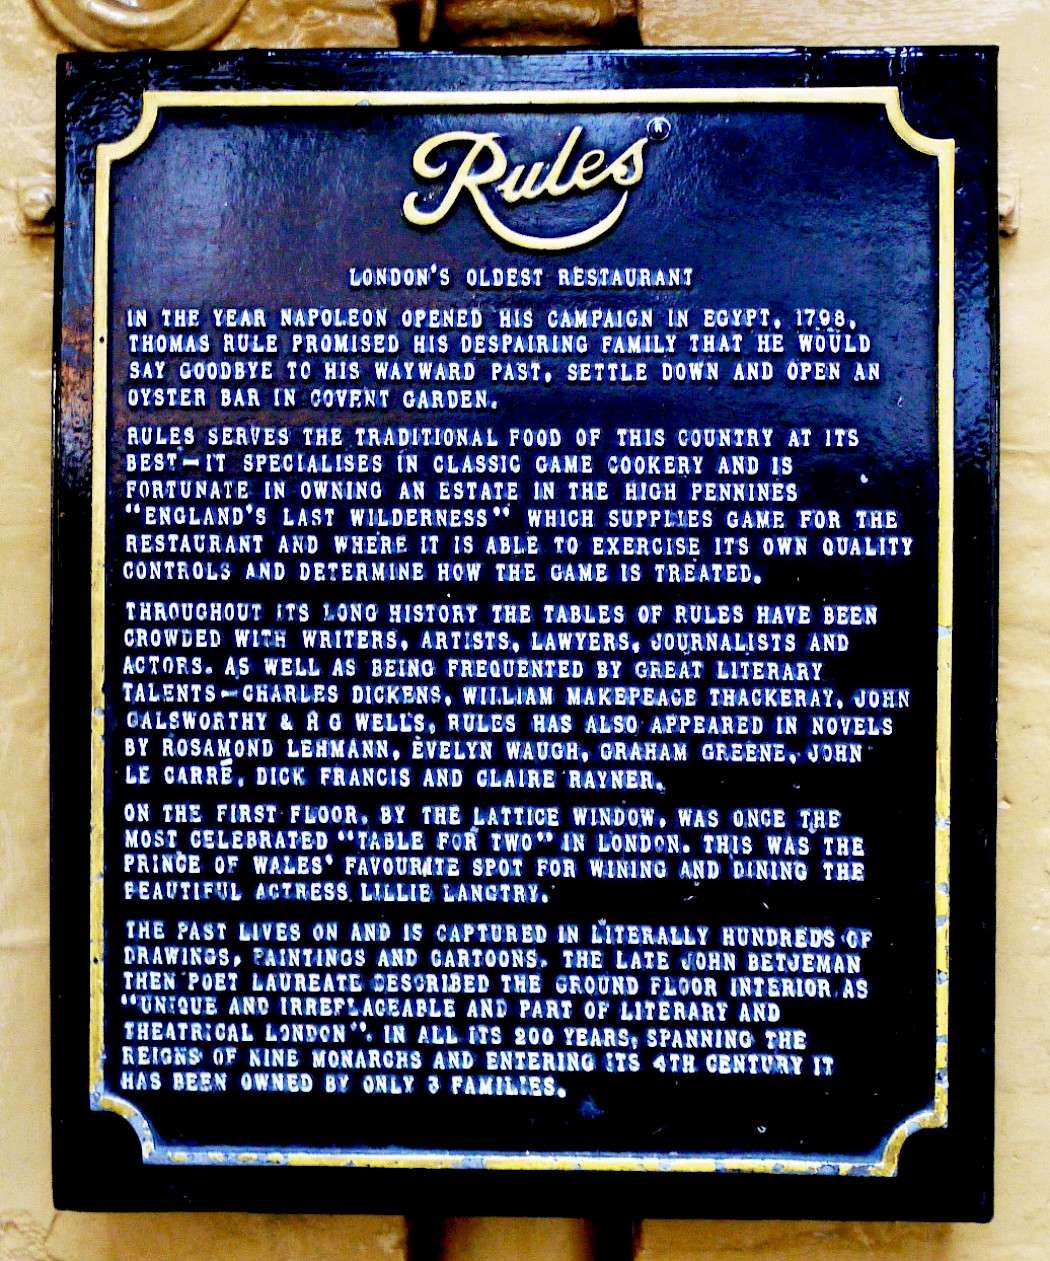 Rules®
LONDON'S OLDEST RESTAURANT
IN THE YEAR NAPOLEON OPENED HIS CAMPAIGN IN EGYPT, 1798,
THOMAS RULE PROMISED HIS DESPAIRING FAMILY THAT HE WOULD
SAY GOODBYE TO HIS WAYWARD PAST, SETTLE DOWN AND OPEN AN
OYSTER BAR IN COVENT GARDEN.
RULES SERVES THE TRADITIONAL FOOD OF THIS COUNTRY AT ITS
BEST—IT SPECIALISES IN CLASSIC GAME COOKERY AND IS
FORTUNATE IN OWNING AN ESTATE IN THE HIGH PENNINES
"ENGLAND'S LAST WILDERNESS" WHICH SUPPLIES GAME FOR THE
RESTAURANT AND WHERE IT IS ABLE TO EXERCISE ITS OWN QUALITY
CONTROLS AND DETERMINE HOW THE GAME IS TREATED.
THROUGHOUT ITS LONG HISTORY THE TABLES OF RULES HAVE BEEN
CROWDED WITH WRITERS, ARTISTS, LAWYERS, JOURNALISTS AND
ACTORS. AS WELL AS BEING FREQUENTED BY GREAT LITERARY
TALENTS—CHARLES DICKENS, WILLIAM MAKEPEACE THACKERAY, JOHN
GALSWORTHY & H G WELLS, RULES HAS ALSO APPEARED IN NOVELS
BY ROSAMOND LEHMANN, EVELYN WAUGH, GRAHAM GREENE, JOHN
LE CARRÉ, DICK FRANCIS AND CLAIRE RAYNER.
ON THE FIRST FLOOR, BY THE LATTICE WINDOW, WAS ONCE THE
MOST CELEBRATED "TABLE FOR TWO" IN LONDON. THIS WAS THE
PRINCE OF WALES' FAVOURITE SPOT FOR WINING AND DINING THE
BEAUTIFUL ACTRESS LILLIE LANGTRY.
THE PAST LIVES ON AND IS CAPTURED IN LITERALLY HUNDREDS OF
DRAWINGS, PAINTINGS AND CARTOONS. THE LATE JOHN BETJEMAN
THEN POET LAUREATE DESCRIBED THE GROUND FLOOR INTERIOR AS
"UNIQUE AND IRREPLACEABLE AND PART OF LITERARY AND
THEATRICAL LONDON". IN ALL ITS 200 YEARS, SPANNING THE
REIGNS OF NINE MONARCHS AND ENTERING ITS 4TH CENTURY IT
HAS BEEN OWNED BY ONLY 3 FAMILIES.